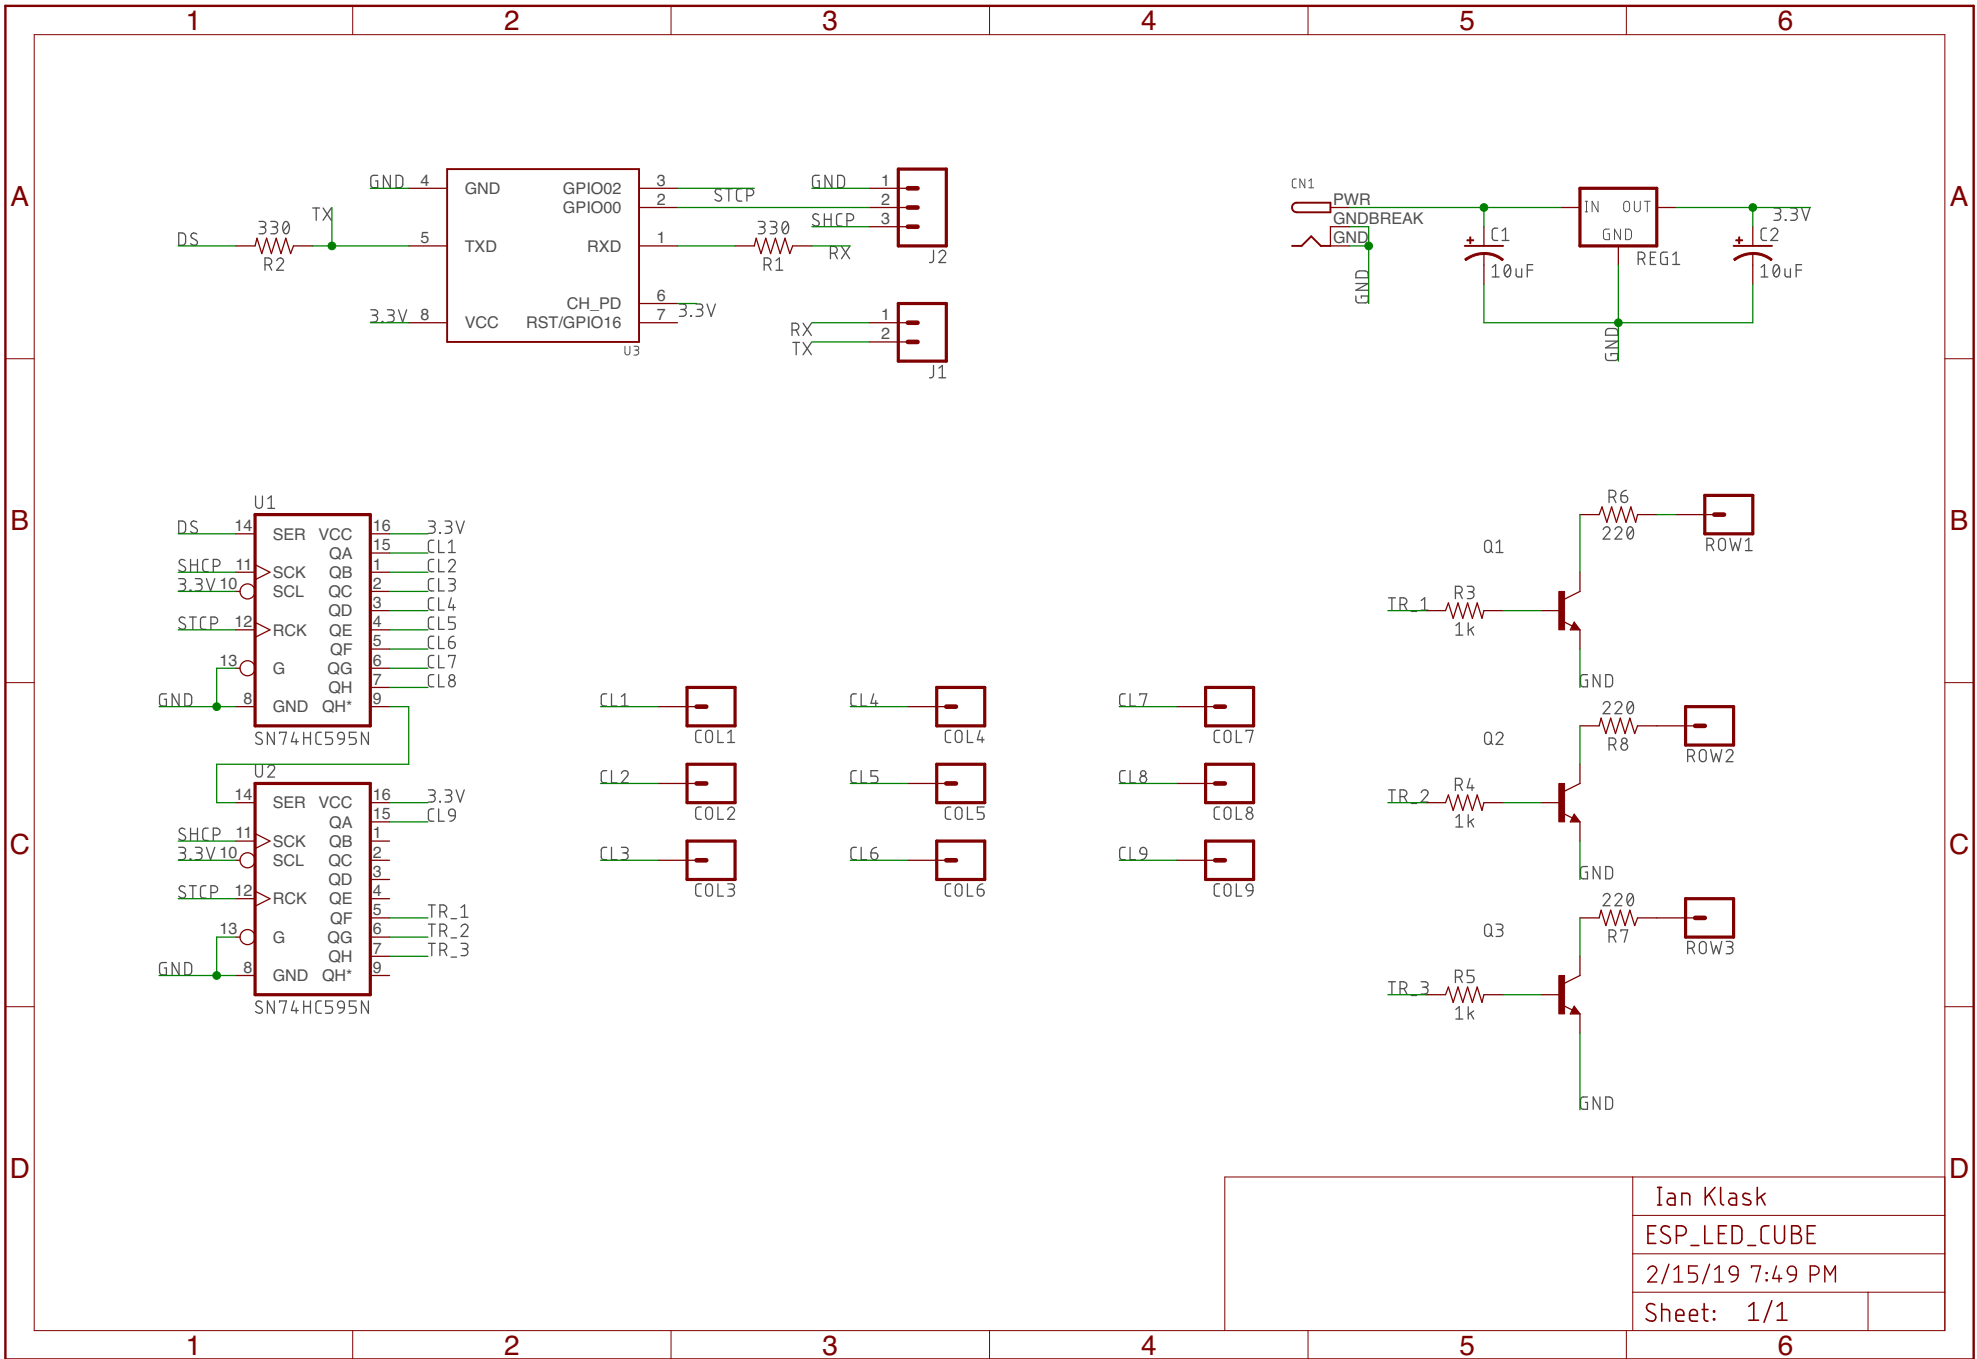 1 2 3 4 5 6
A A
GND 4 GND GPIO02 3 STCP
GPIO00 2
TX
DS 330 R2 5 TXD RXD 1 330 R1 RX
CH_PD 6 3.3V
3.3V 8 VCC RST/GPIO16 7
U3
GND 1
2
SHCP 3
J2
RX 1
TX 2
J1
CN1
PWR
GNDBREAK
GND
GND
C1
10uF
IN OUT
GND
REG1
GND
3.3V
C2
10uF
B B
U1
DS 14 SER VCC 16 3.3V
QA 15 CL1
SHCP 11 SCK QB 1 CL2
3.3V 10 SCL QC 2 CL3
QD 3 CL4
STCP 12 RCK QE 4 CL5
QF 5 CL6
13 G QG 6 CL7
QH 7 CL8
GND 8 GND QH* 9
SN74HC595N
U2
14 SER VCC 16 3.3V
QA 15 CL9
SHCP 11 SCK QB 1
3.3V 10 SCL QC 2
QD 3
STCP 12 RCK QE 4
QF 5 TR_1
13 G QG 6 TR_2
QH 7 TR_3
GND 8 GND QH* 9
SN74HC595N
CL1 COL1
CL2 COL2
CL3 COL3
CL4 COL4
CL5 COL5
CL6 COL6
CL7 COL7
CL8 COL8
CL9 COL9
R6
220
ROW1
Q1
TR_1 R3
1k
GND
220
R8
ROW2
Q2
TR_2 R4
1k
GND
220
R7
ROW3
Q3
TR_3 R5
1k
GND
C C
D D
Ian Klask
ESP_LED_CUBE
2/15/19 7:49 PM
Sheet: 1/1
1 2 3 4 5 6